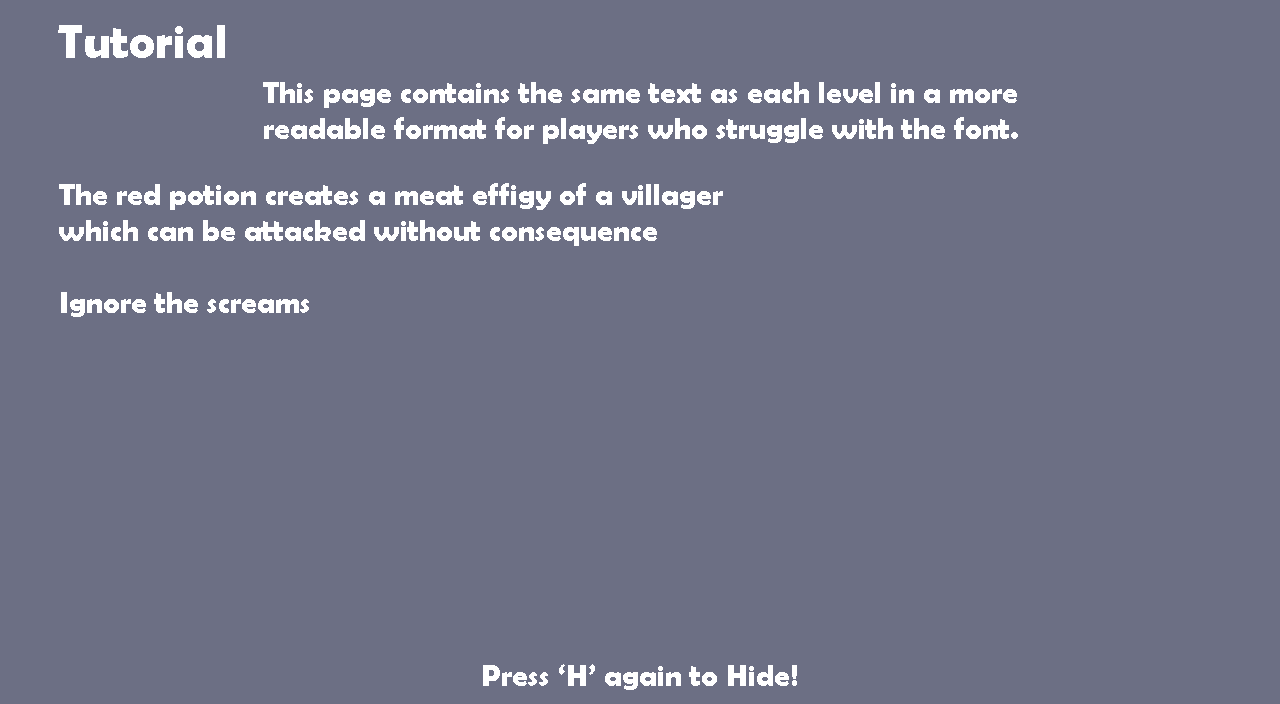 Tutorial
This page contains the same text as each level in a more
readable format for players who struggle with the font.
The red potion creates a meat effigy of a villager
which can be attacked without consequence
Ignore the screams
Press ‘H’ again to Hide!